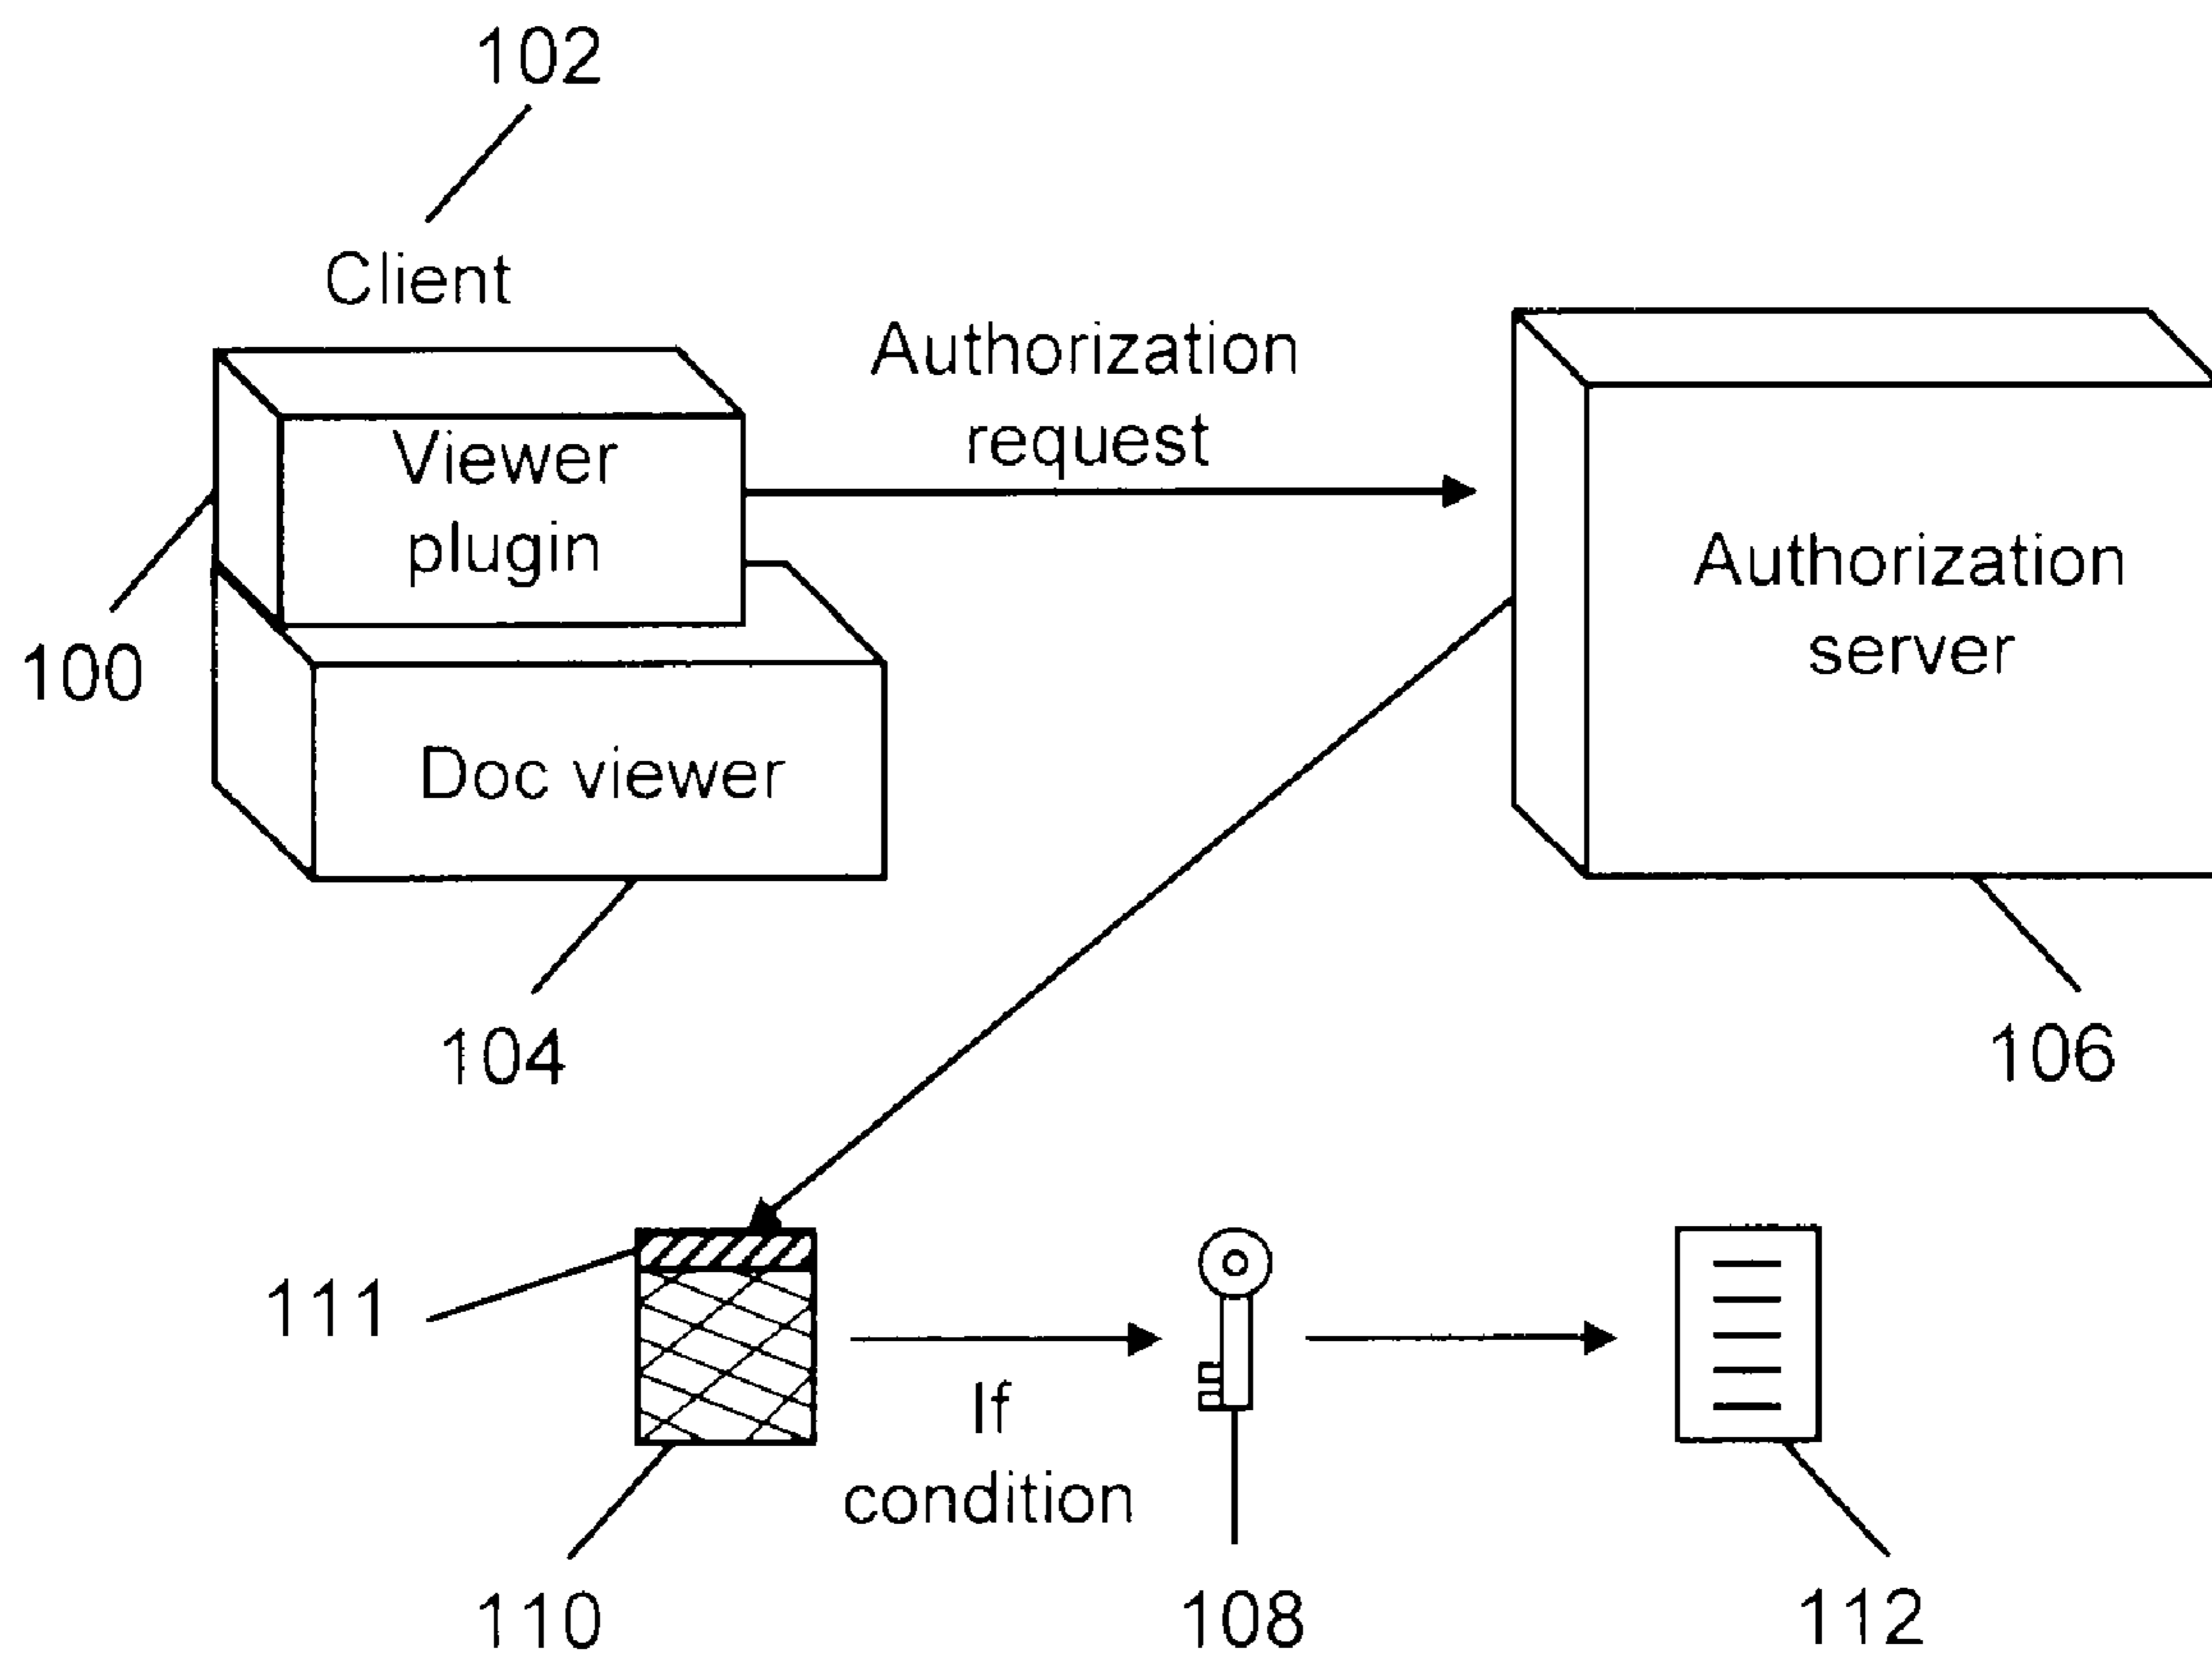 102
Client
Authorization
request
Viewer
plugin
Authorization
server
100
Doc viewer
104
106
111
If
condition
110
108
112